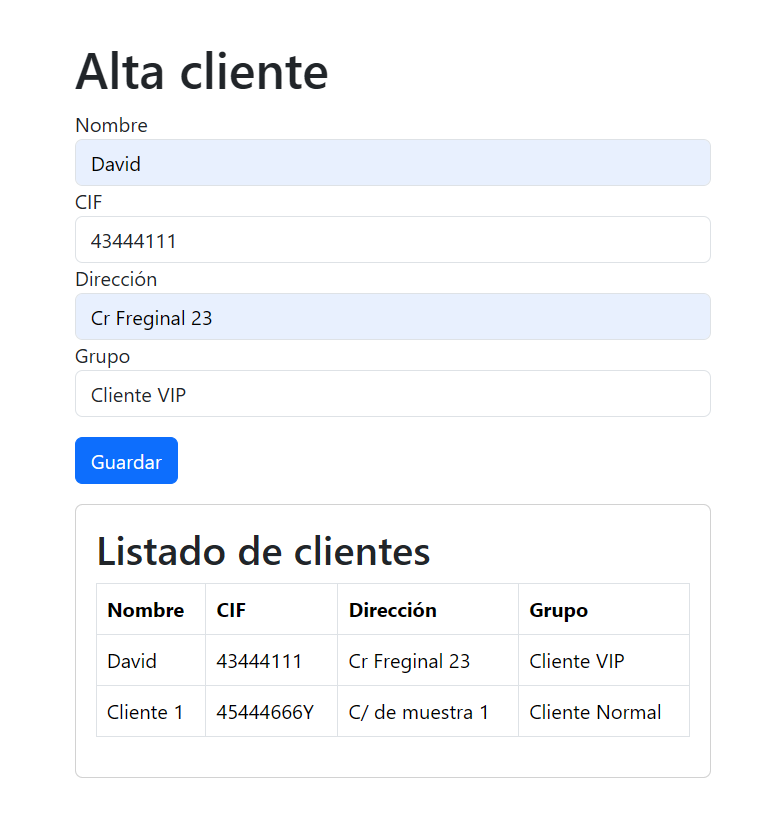 Alta cliente
Nombre
David
CIF
43444111
Dirección
Cr Freginal 23
Grupo
Cliente VIP
Guardar
Listado de clientes
Nombre CIF Dirección Grupo
David 43444111 Cr Freginal 23 Cliente VIP
Cliente 1 45444666Y C/ de muestra 1 Cliente Normal